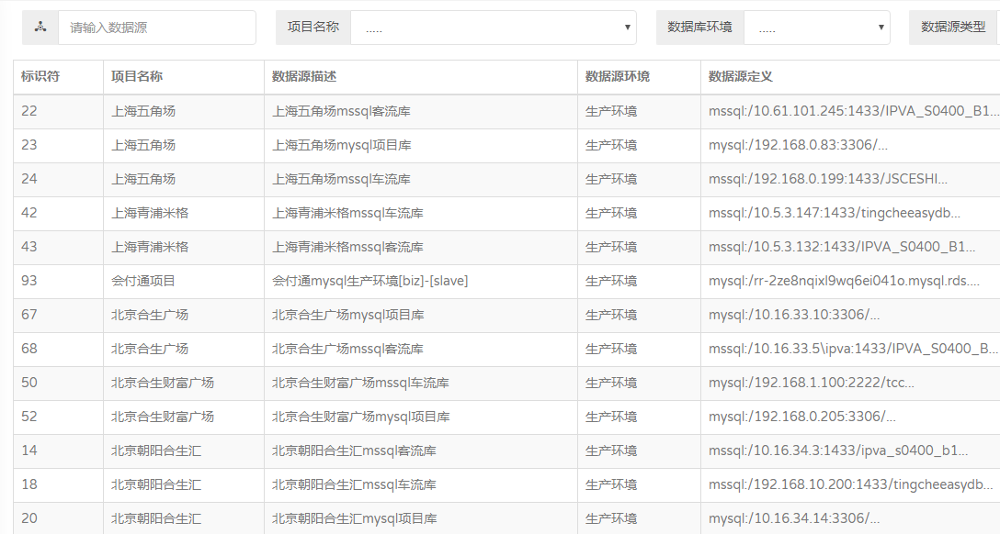 请输入数据源 项目名称 ..... 数据库环境 ..... 数据源类型
标识符 项目名称 数据源描述 数据源环境 数据源定义
22 上海五角场 上海五角场mssql客流库 生产环境 mssql:/10.61.101.245:1433/IPVA_S0400_B1...
23 上海五角场 上海五角场mysql项目库 生产环境 mysql:/192.168.0.83:3306/...
24 上海五角场 上海五角场mssql车流库 生产环境 mssql:/192.168.0.199:1433/JSCESHI...
42 上海青浦米格 上海青浦米格mssql车流库 生产环境 mssql:/10.5.3.147:1433/tingcheeasydb...
43 上海青浦米格 上海青浦米格mssql客流库 生产环境 mssql:/10.5.3.132:1433/IPVA_S0400_B1...
93 会付通项目 会付通mysql生产环境[biz]-[slave] 生产环境 mysql:/rr-2ze8nqixl9wq6ei041o.mysql.rds....
67 北京合生广场 北京合生广场mysql项目库 生产环境 mysql:/10.16.33.10:3306/...
68 北京合生广场 北京合生广场mssql客流库 生产环境 mssql:/10.16.33.5\ipva:1433/IPVA_S0400_B...
50 北京合生财富广场 北京合生财富广场mssql车流库 生产环境 mysql:/192.168.1.100:2222/tcc...
52 北京合生财富广场 北京合生财富广场mysql项目库 生产环境 mysql:/192.168.0.205:3306/...
14 北京朝阳合生汇 北京朝阳合生汇mssql客流库 生产环境 mssql:/10.16.34.3:1433/ipva_s0400_b1...
18 北京朝阳合生汇 北京朝阳合生汇mssql车流库 生产环境 mssql:/192.168.10.200:1433/tingcheeasydb...
20 北京朝阳合生汇 北京朝阳合生汇mysql项目库 生产环境 mysql:/10.16.34.14:3306/...